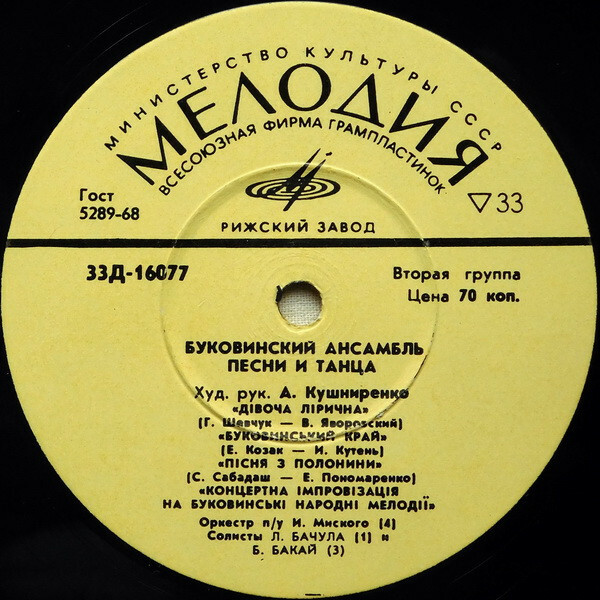 МИНИСТЕРСТВО КУЛЬТУРЫ СССР
МЕЛОДИЯ
ВСЕСОЮЗНАЯ ФИРМА ГРАМПЛАСТИНОК
Гост
5289-68
▽33
РИЖСКИЙ ЗАВОД
33Д-16077
Вторая группа
Цена 70 коп.
БУКОВИНСКИЙ АНСАМБЛЬ
ПЕСНИ И ТАНЦА
Худ. рук. А. Кушниренко
«ДІВОЧА ЛІРИЧНА»
(Г. Шевчук — В. Яворовский)
«БУКОВИНСЬКИЙ КРАЙ»
(Е. Козак — И. Кутень)
«ПІСНЯ З ПОЛОНИНИ»
(С. Сабадаш — Е. Пономаренко)
«КОНЦЕРТНА ІМПРОВІЗАЦІЯ
НА БУКОВИНСЬКІ НАРОДНІ МЕЛОДІЇ»
Оркестр п/у И. Миского (4)
Солисты Л. БАЧУЛА (1) и
Б. БАКАЙ (3)